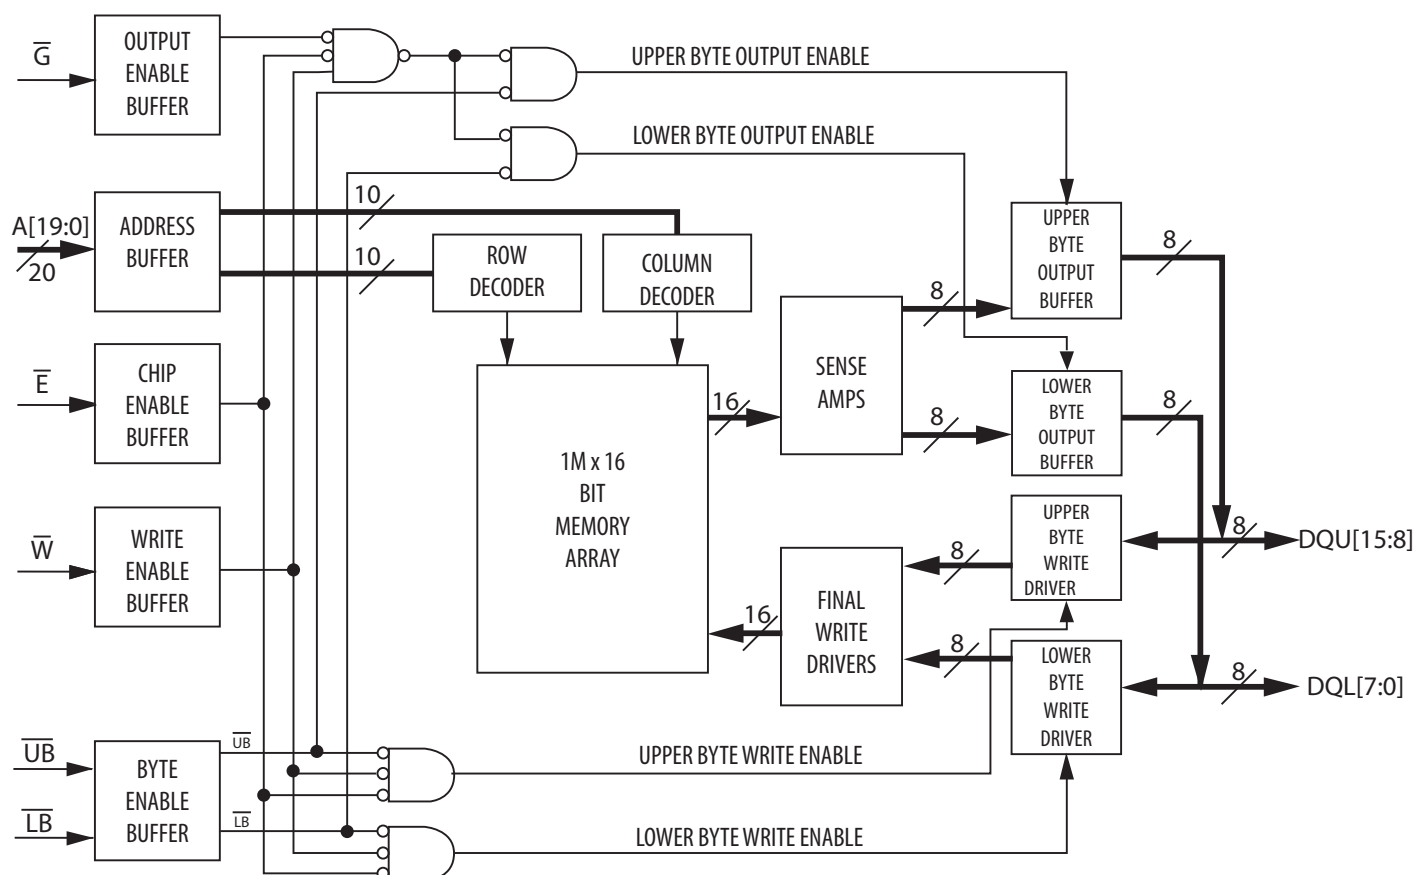 G̅
OUTPUT
ENABLE
BUFFER
UPPER BYTE OUTPUT ENABLE
LOWER BYTE OUTPUT ENABLE
A[19:0]
20
ADDRESS
BUFFER
10
10
ROW
DECODER
COLUMN
DECODER
UPPER
BYTE
OUTPUT
BUFFER
8
E̅
CHIP
ENABLE
BUFFER
1M x 16
BIT
MEMORY
ARRAY
16
SENSE
AMPS
8
8
LOWER
BYTE
OUTPUT
BUFFER
8
W̅
WRITE
ENABLE
BUFFER
16
FINAL
WRITE
DRIVERS
8
8
UPPER
BYTE
WRITE
DRIVER
8
DQU[15:8]
LOWER
BYTE
WRITE
DRIVER
8
DQL[7:0]
U̅B̅
L̅B̅
BYTE
ENABLE
BUFFER
U̅B̅
L̅B̅
UPPER BYTE WRITE ENABLE
LOWER BYTE WRITE ENABLE